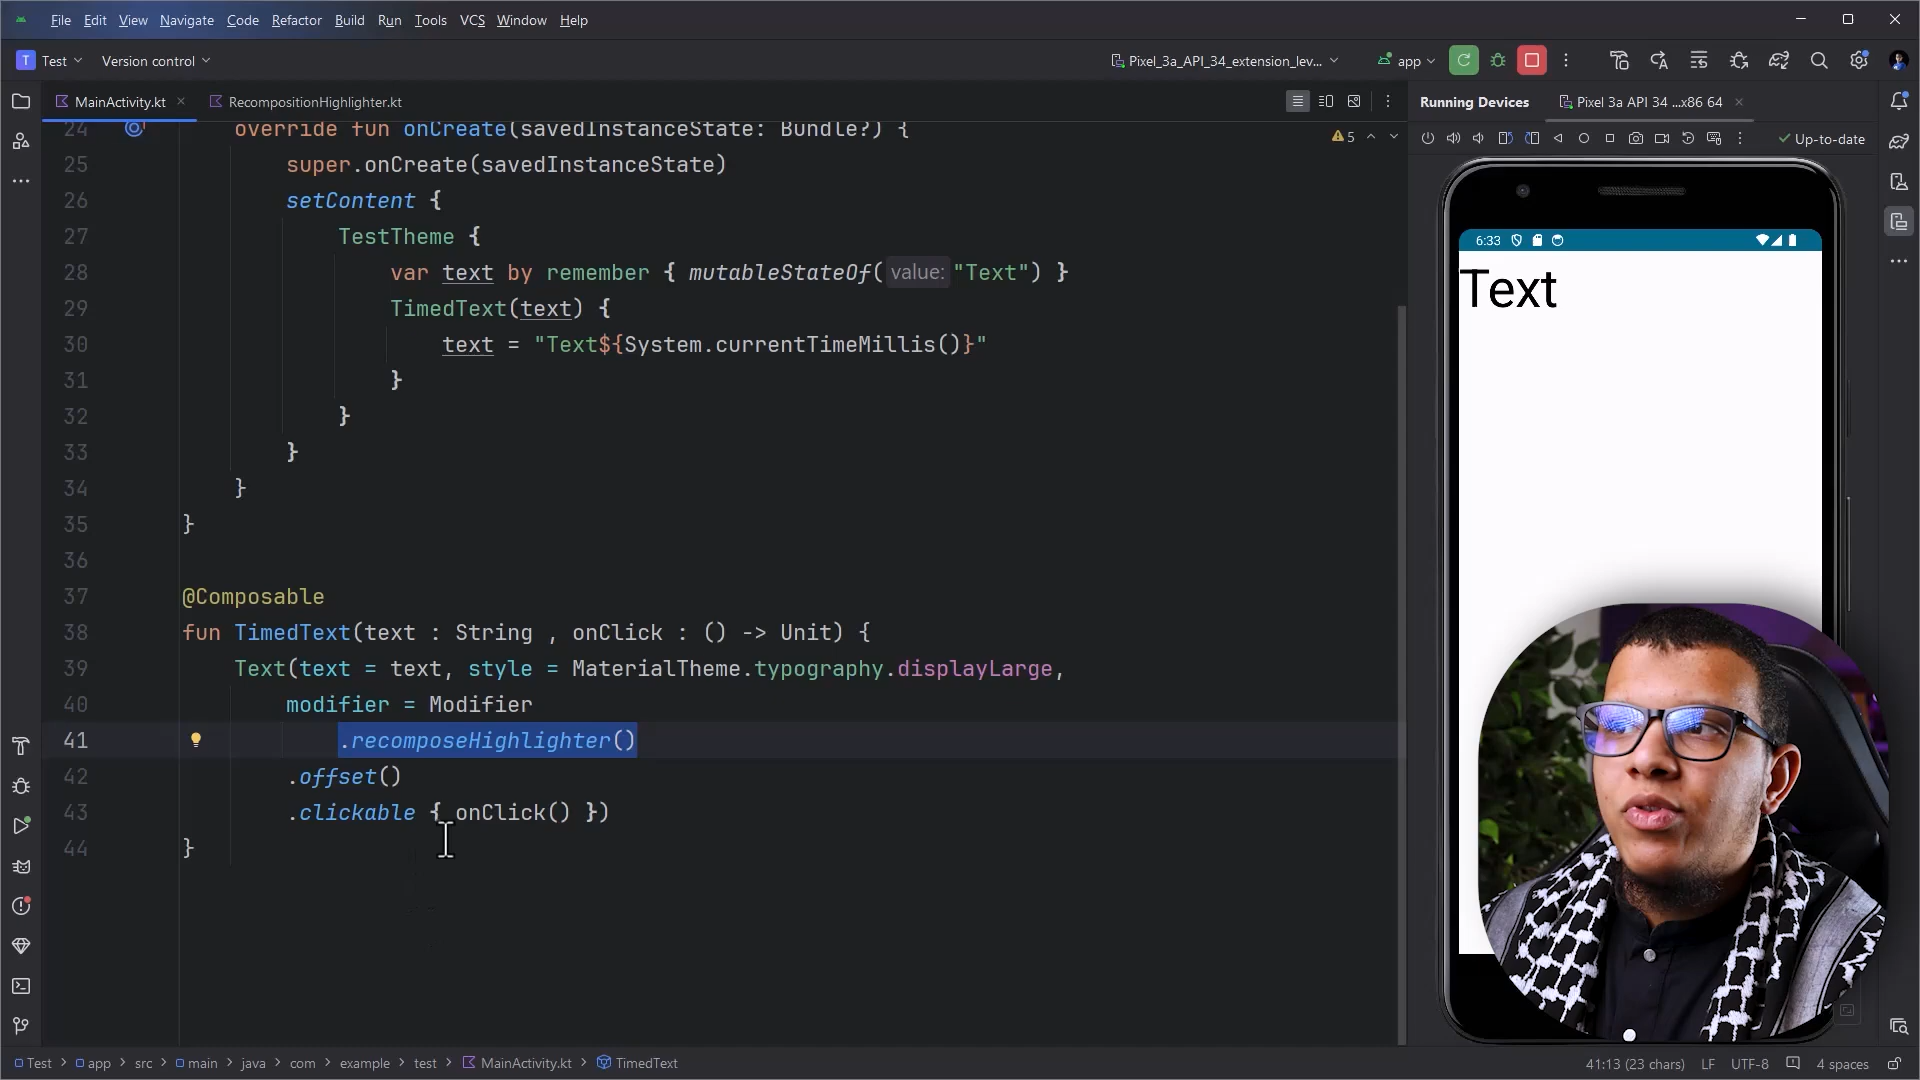 File Edit View Navigate Code Refactor Build Run Tools VCS Window Help
T Test Version control Pixel_3a_API_34_extension_lev... app
MainActivity.kt RecompositionHighlighter.kt
Running Devices Pixel 3a API 34 ...x86 64
5
Up-to-date
24 override fun onCreate(savedInstanceState: Bundle?) {
25 super.onCreate(savedInstanceState)
26 setContent {
27 TestTheme {
28 var text by remember { mutableStateOf( value: "Text") }
29 TimedText(text) {
30 text = "Text${System.currentTimeMillis()}"
31 }
32 }
33 }
34 }
35 }
36
37 @Composable
38 fun TimedText(text : String , onClick : () -> Unit) {
39 Text(text = text, style = MaterialTheme.typography.displayLarge,
40 modifier = Modifier
41 .recomposeHighlighter()
42 .offset()
43 .clickable { onClick() })
44 }
6:33
Text
Test app src main java com example test MainActivity.kt TimedText
41:13 (23 chars) LF UTF-8 4 spaces